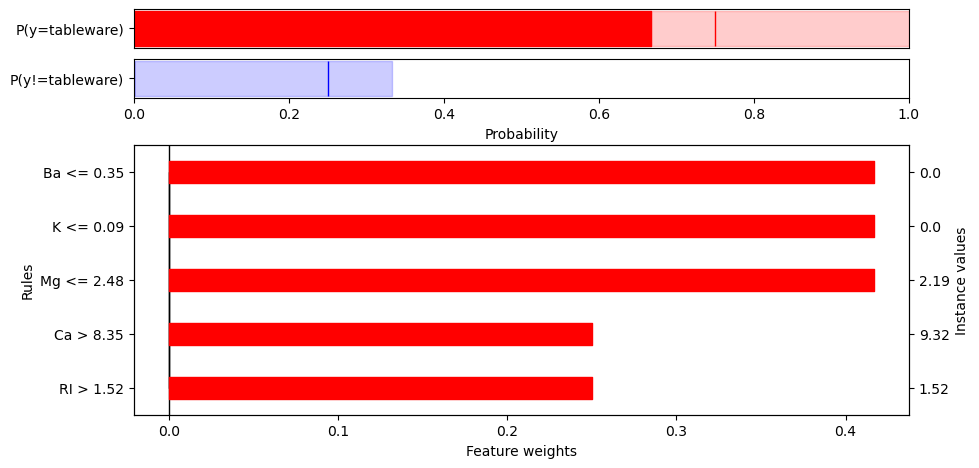 P(y=tableware)
P(y!=tableware)
0.0 0.2 0.4 0.6 0.8 1.0
Probability
Ba <= 0.35 0.0
K <= 0.09 0.0
Mg <= 2.48 2.19
Ca > 8.35 9.32
RI > 1.52 1.52
Rules
Instance values
0.0 0.1 0.2 0.3 0.4
Feature weights